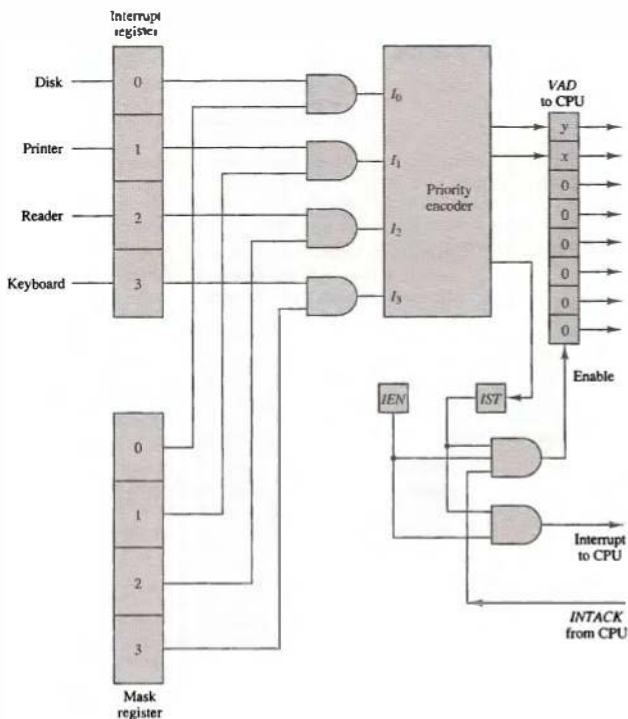 Interrupt
register
Disk
0
I0
VAD
to CPU
y
Printer
1
I1
x
Priority
encoder
0
Reader
2
I2
0
0
Keyboard
3
I3
0
0
0
Enable
IEN
IST
0
1
Interrupt
to CPU
2
INTACK
from CPU
3
Mask
register